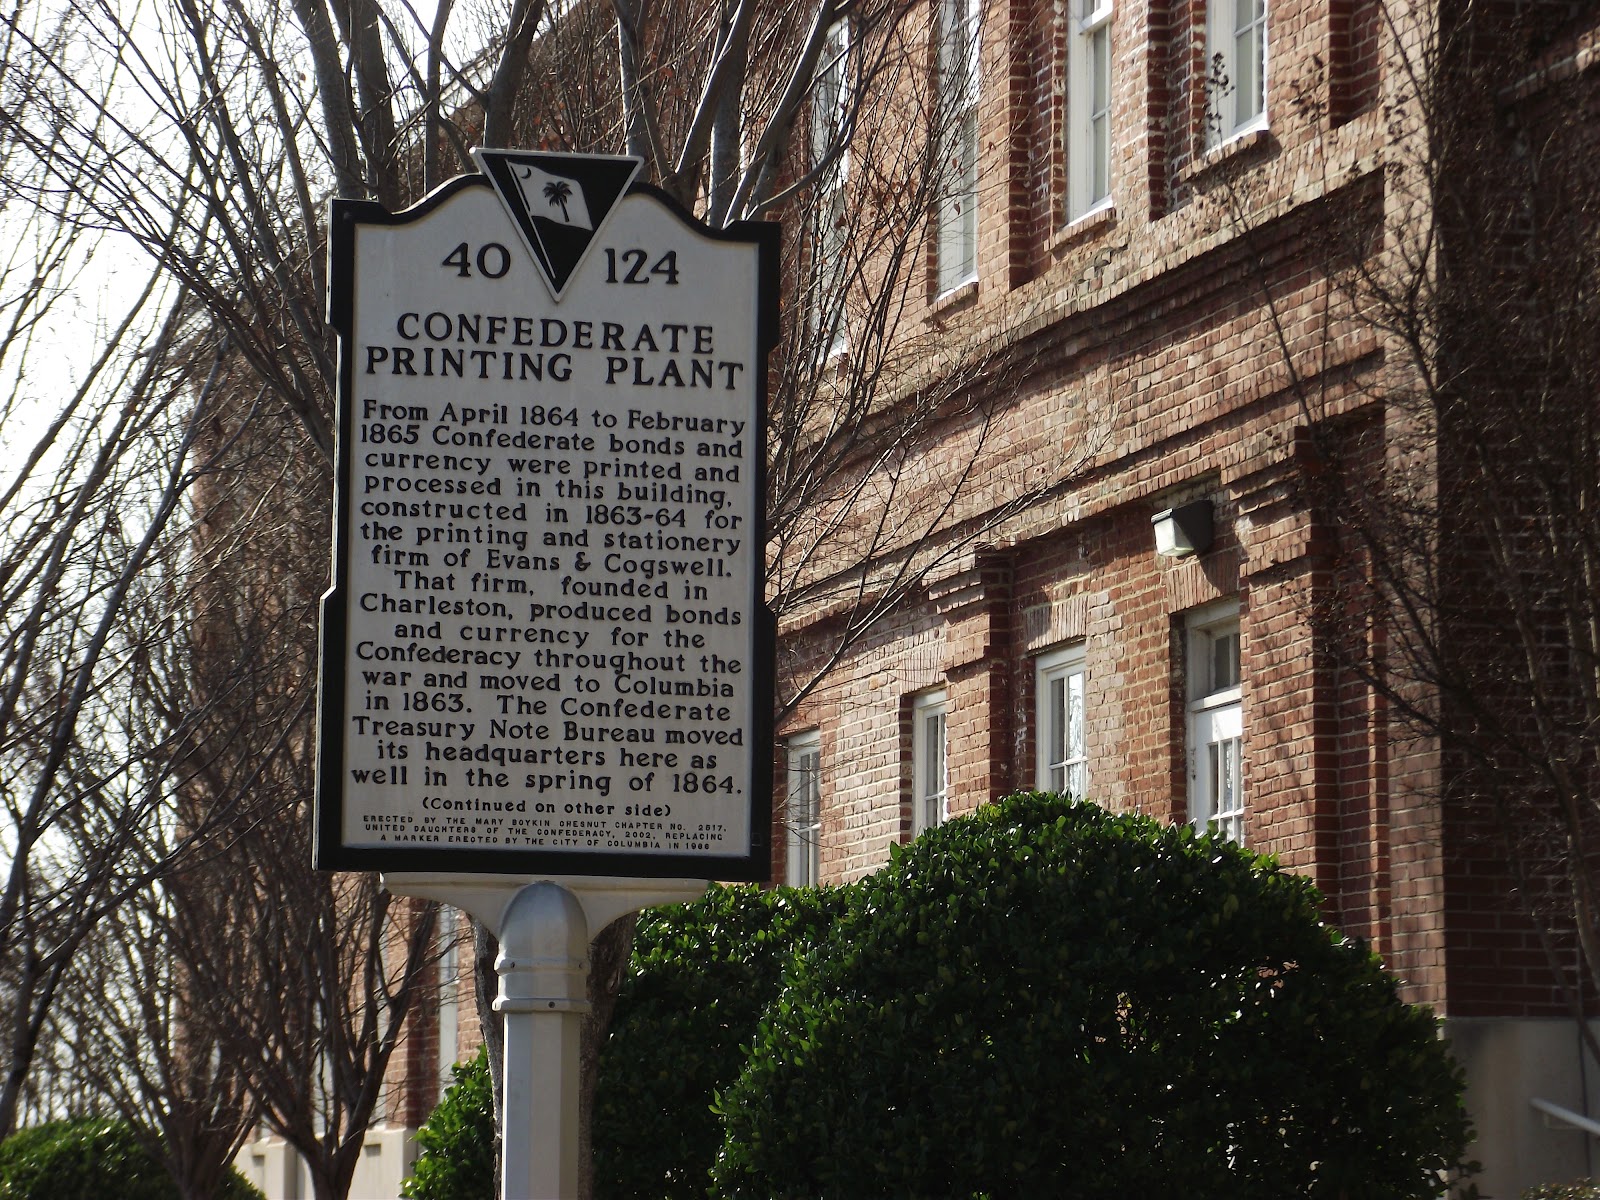 40 124
CONFEDERATE
PRINTING PLANT
From April 1864 to February
1865 Confederate bonds and
currency were printed and
processed in this building,
constructed in 1863-64 for
the printing and stationery
firm of Evans & Cogswell.
That firm, founded in
Charleston, produced bonds
and currency for the
Confederacy throughout the
war and moved to Columbia
in 1863. The Confederate
Treasury Note Bureau moved
its headquarters here as
well in the spring of 1864.
(Continued on other side)
ERECTED BY THE MARY BOYKIN CHESNUT CHAPTER NO. 2517,
UNITED DAUGHTERS OF THE CONFEDERACY, 2002, REPLACING
A MARKER ERECTED BY THE CITY OF COLUMBIA IN 1986